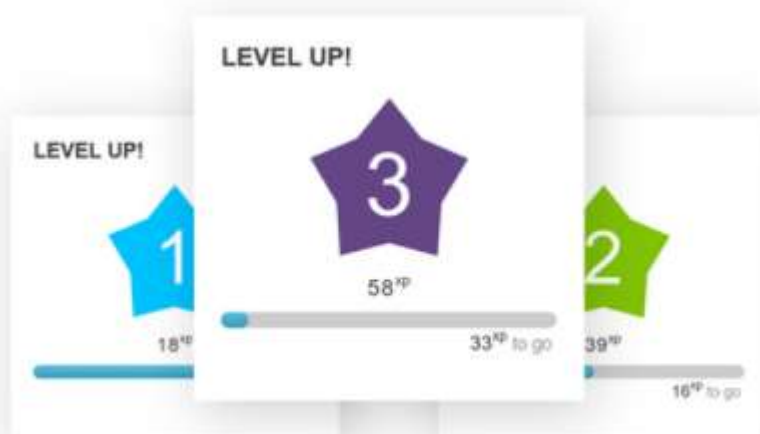 LEVEL UP!
3
58xp
33xp to go
LEVEL UP!
1
18xp
2
39xp
16xp to go